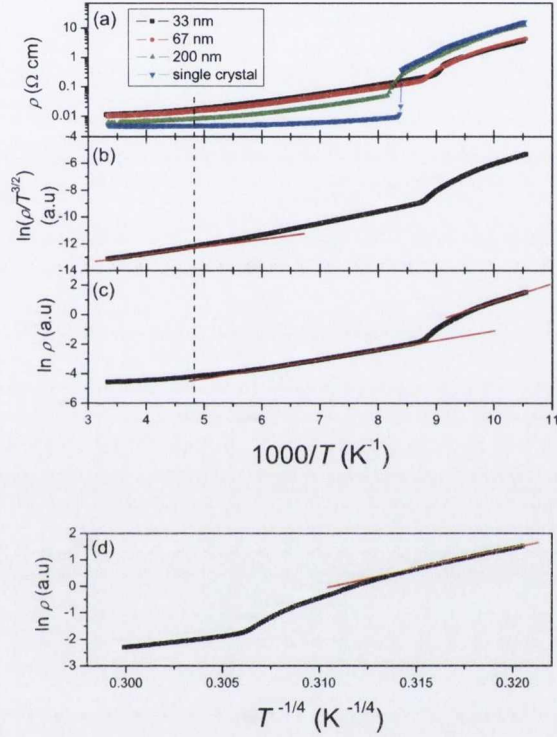 (a)
33 nm
67 nm
200 nm
single crystal
ρ (Ω cm)
10
1
0.1
0.01
4
(b)
ln(ρ/T^3/2)
(a.u)
-6
-8
-10
-12
-14
(c)
ln ρ (a.u)
2
0
-2
-4
-6
3 4 5 6 7 8 9 10 11
1000/T (K^-1)
(d)
ln ρ (a.u)
2
1
0
-1
-2
-3
0.300 0.305 0.310 0.315 0.320
T^-1/4 (K^-1/4)